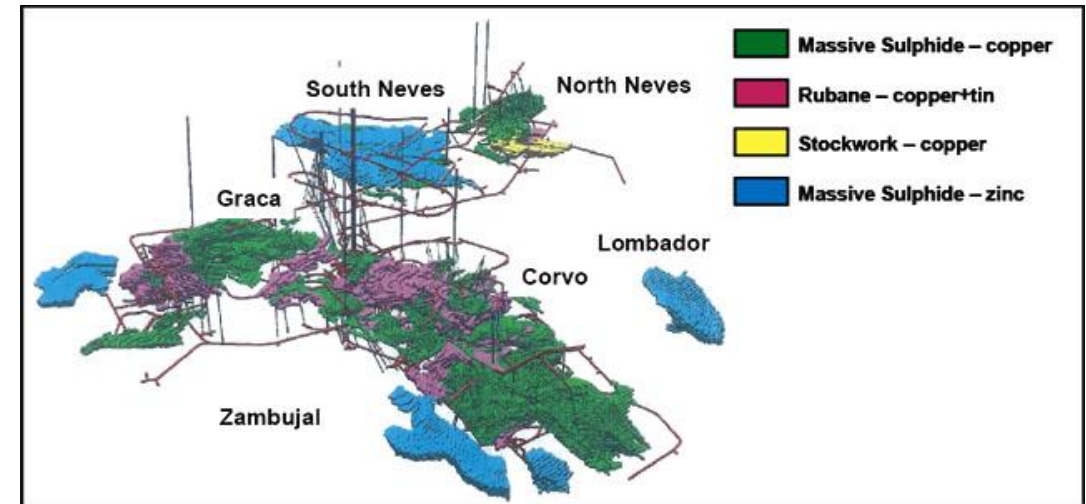 South Neves
North Neves
Graca
Lombador
Corvo
Zambujal
Massive Sulphide – copper
Rubane – copper+tin
Stockwork – copper
Massive Sulphide – zinc